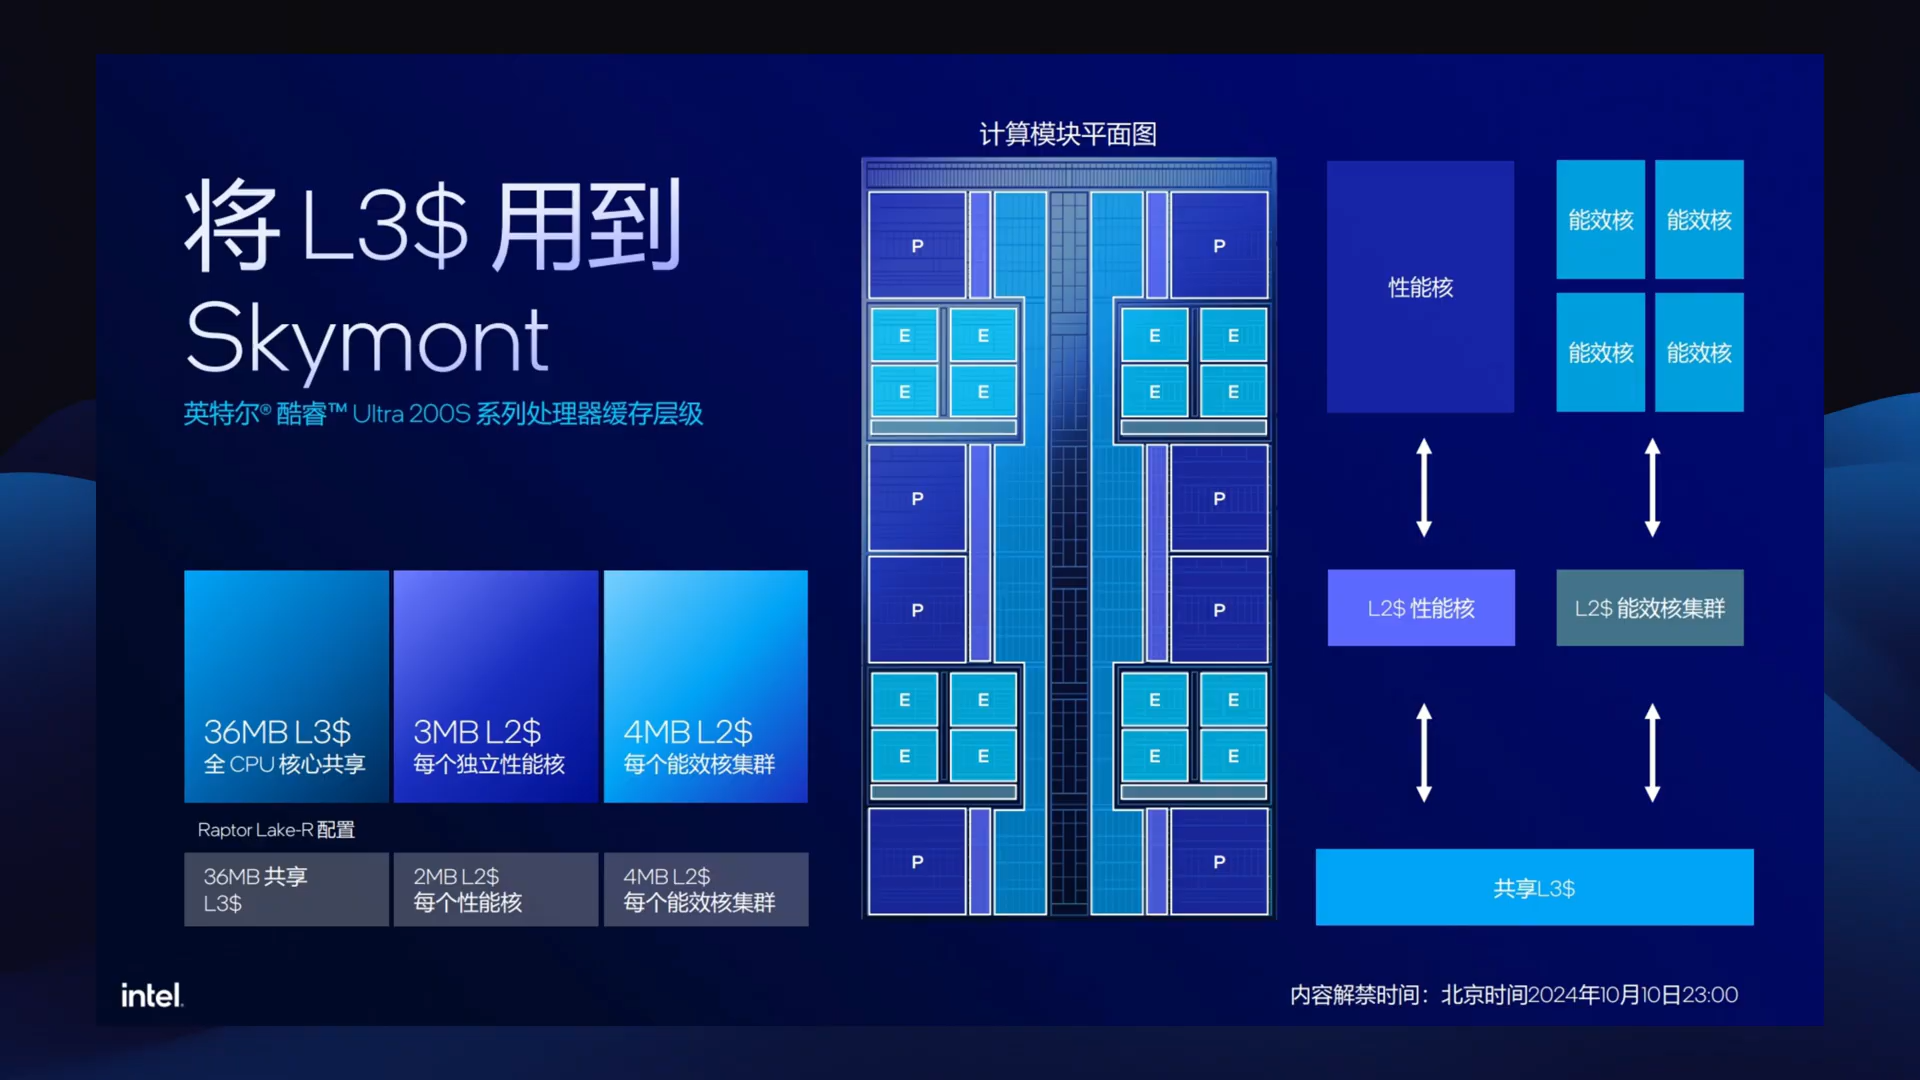 将 L3$ 用到
Skymont
英特尔® 酷睿™ Ultra 200S 系列处理器缓存层级
36MB L3$
全 CPU 核心共享
3MB L2$
每个独立性能核
4MB L2$
每个能效核集群
Raptor Lake-R 配置
36MB 共享
L3$
2MB L2$
每个性能核
4MB L2$
每个能效核集群
计算模块平面图
P P
E E E E
E E E E
P P
P P
E E E E
E E E E
P P
性能核
能效核 能效核
能效核 能效核
L2$ 性能核
L2$ 能效核集群
共享L3$
intel.
内容解禁时间：北京时间2024年10月10日23:00